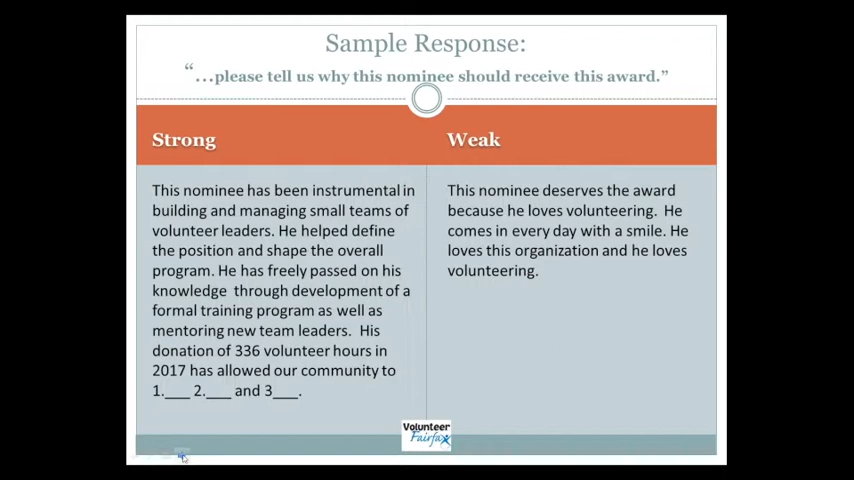 Sample Response:
“…please tell us why this nominee should receive this award.”
Strong
Weak
This nominee has been instrumental in
building and managing small teams of
volunteer leaders. He helped define
the position and shape the overall
program. He has freely passed on his
knowledge through development of a
formal training program as well as
mentoring new team leaders. His
donation of 336 volunteer hours in
2017 has allowed our community to
1.___ 2.___ and 3___.
This nominee deserves the award
because he loves volunteering. He
comes in every day with a smile. He
loves this organization and he loves
volunteering.
Volunteer
Fairfax